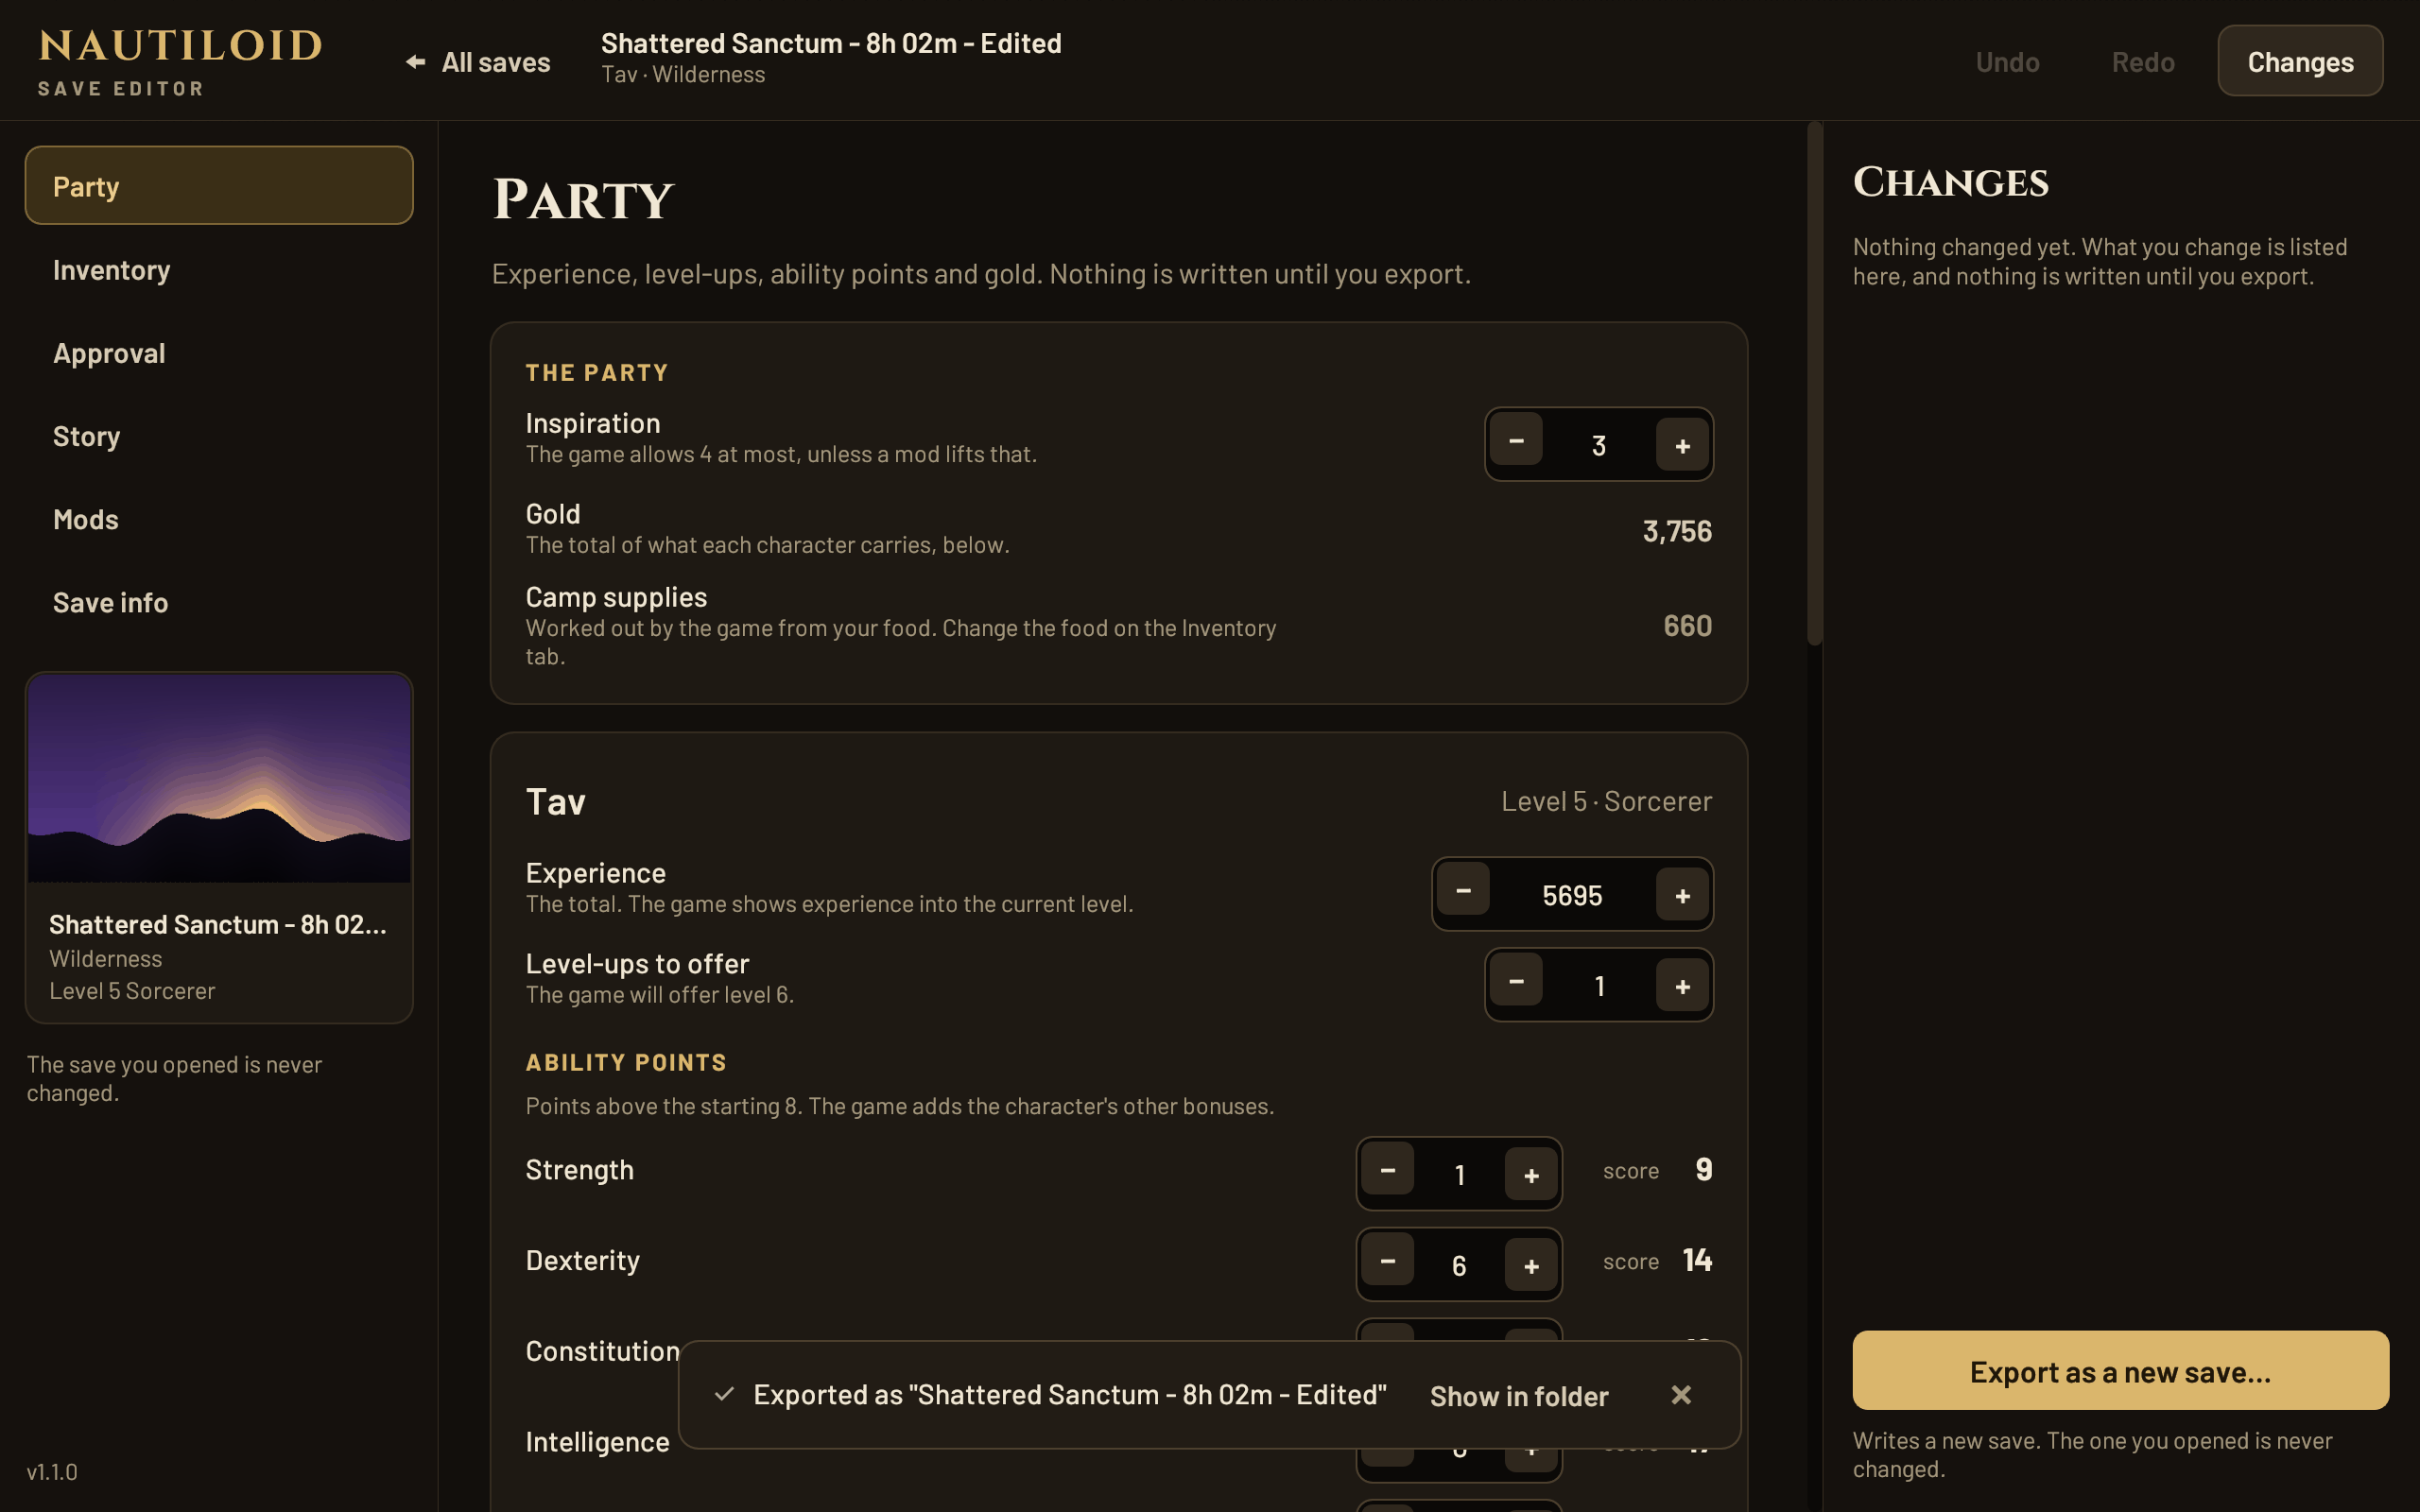 NAUTILOID
SAVE EDITOR
All saves
Shattered Sanctum - 8h 02m - Edited
Tav · Wilderness
Undo
Redo
Changes
Party
Inventory
Approval
Story
Mods
Save info
Shattered Sanctum - 8h 02...
Wilderness
Level 5 Sorcerer
The save you opened is never
changed.
v1.1.0
PARTY
Experience, level-ups, ability points and gold. Nothing is written until you export.
THE PARTY
Inspiration
The game allows 4 at most, unless a mod lifts that.
− 3 +
Gold
The total of what each character carries, below.
3,756
Camp supplies
Worked out by the game from your food. Change the food on the Inventory
tab.
660
Tav
Level 5 · Sorcerer
Experience
The total. The game shows experience into the current level.
− 5695 +
Level-ups to offer
The game will offer level 6.
− 1 +
ABILITY POINTS
Points above the starting 8. The game adds the character's other bonuses.
Strength
− 1 +
score 9
Dexterity
− 6 +
score 14
Constitution
Exported as "Shattered Sanctum - 8h 02m - Edited"
Show in folder
Intelligence
CHANGES
Nothing changed yet. What you change is listed
here, and nothing is written until you export.
Export as a new save...
Writes a new save. The one you opened is never
changed.